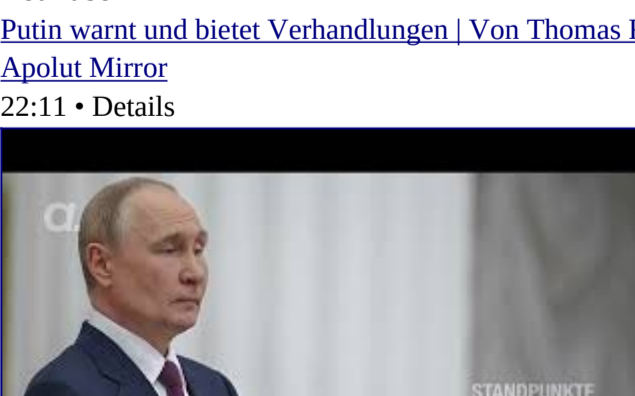 Putin warnt und bietet Verhandlungen | Von Thomas
Apolut Mirror
22:11 • Details
a
STANDPUNKTE